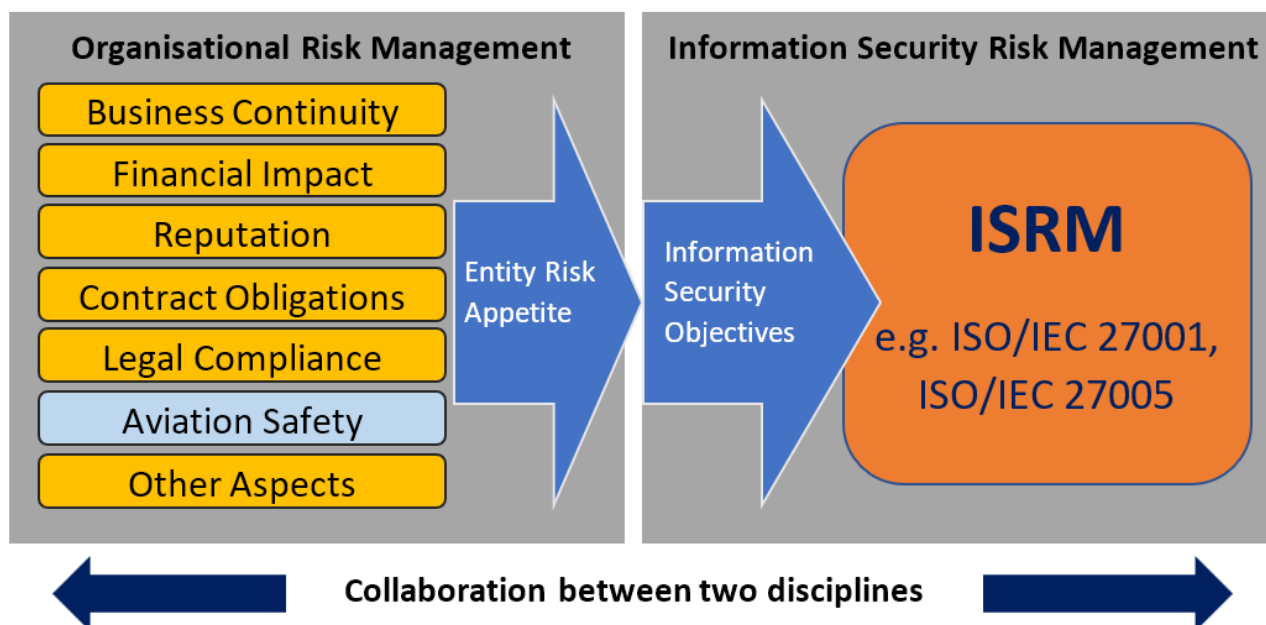 Organisational Risk Management
Business Continuity
Financial Impact
Reputation
Contract Obligations
Legal Compliance
Aviation Safety
Other Aspects
Entity Risk
Appetite
Information Security Risk Management
Information
Security
Objectives
ISRM
e.g. ISO/IEC 27001,
ISO/IEC 27005
Collaboration between two disciplines